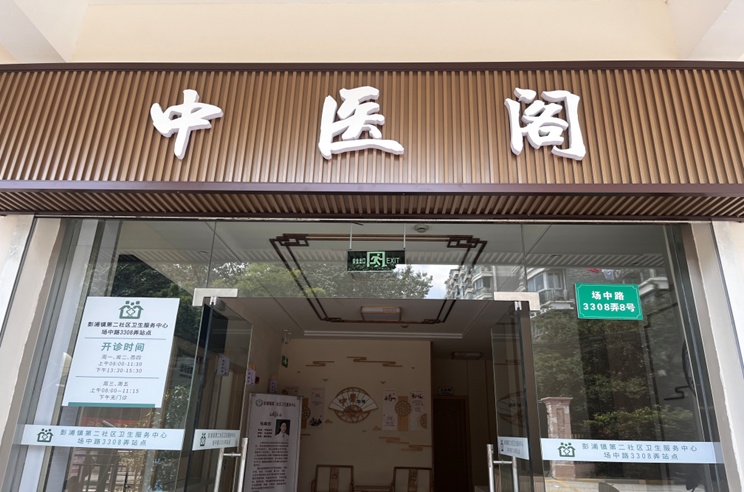 中医阁
EXIT
场中路
3308弄8号
彭浦镇第二社区卫生服务中心
场中路3308弄站点
开诊时间
周一、周二、周四
上午08:00-11:30
下午13:30-15:30
周三、周五
上午08:00-11:15
下午无门诊
彭浦镇第二社区卫生服务中心
场中路3308弄站点
彭浦镇第二社区卫生服务中心
场中路3308弄站点